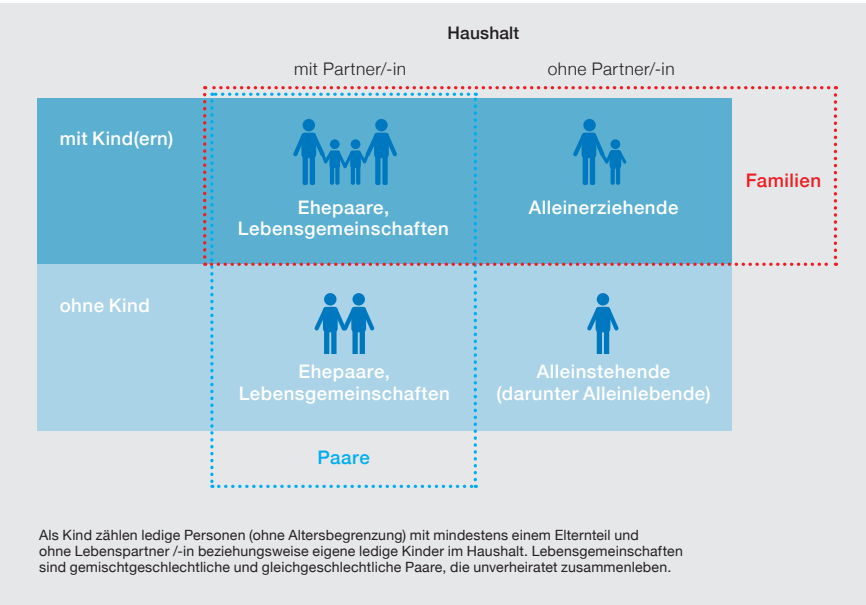 Haushalt
mit Partner/-in
ohne Partner/-in
mit Kind(ern)
Ehepaare,
Lebensgemeinschaften
Alleinerziehende
Familien
ohne Kind
Ehepaare,
Lebensgemeinschaften
Alleinstehende
(darunter Alleinlebende)
Paare
Als Kind zählen ledige Personen (ohne Altersbegrenzung) mit mindestens einem Elternteil und
ohne Lebenspartner /-in beziehungsweise eigene ledige Kinder im Haushalt. Lebensgemeinschaften
sind gemischtgeschlechtliche und gleichgeschlechtliche Paare, die unverheiratet zusammenleben.